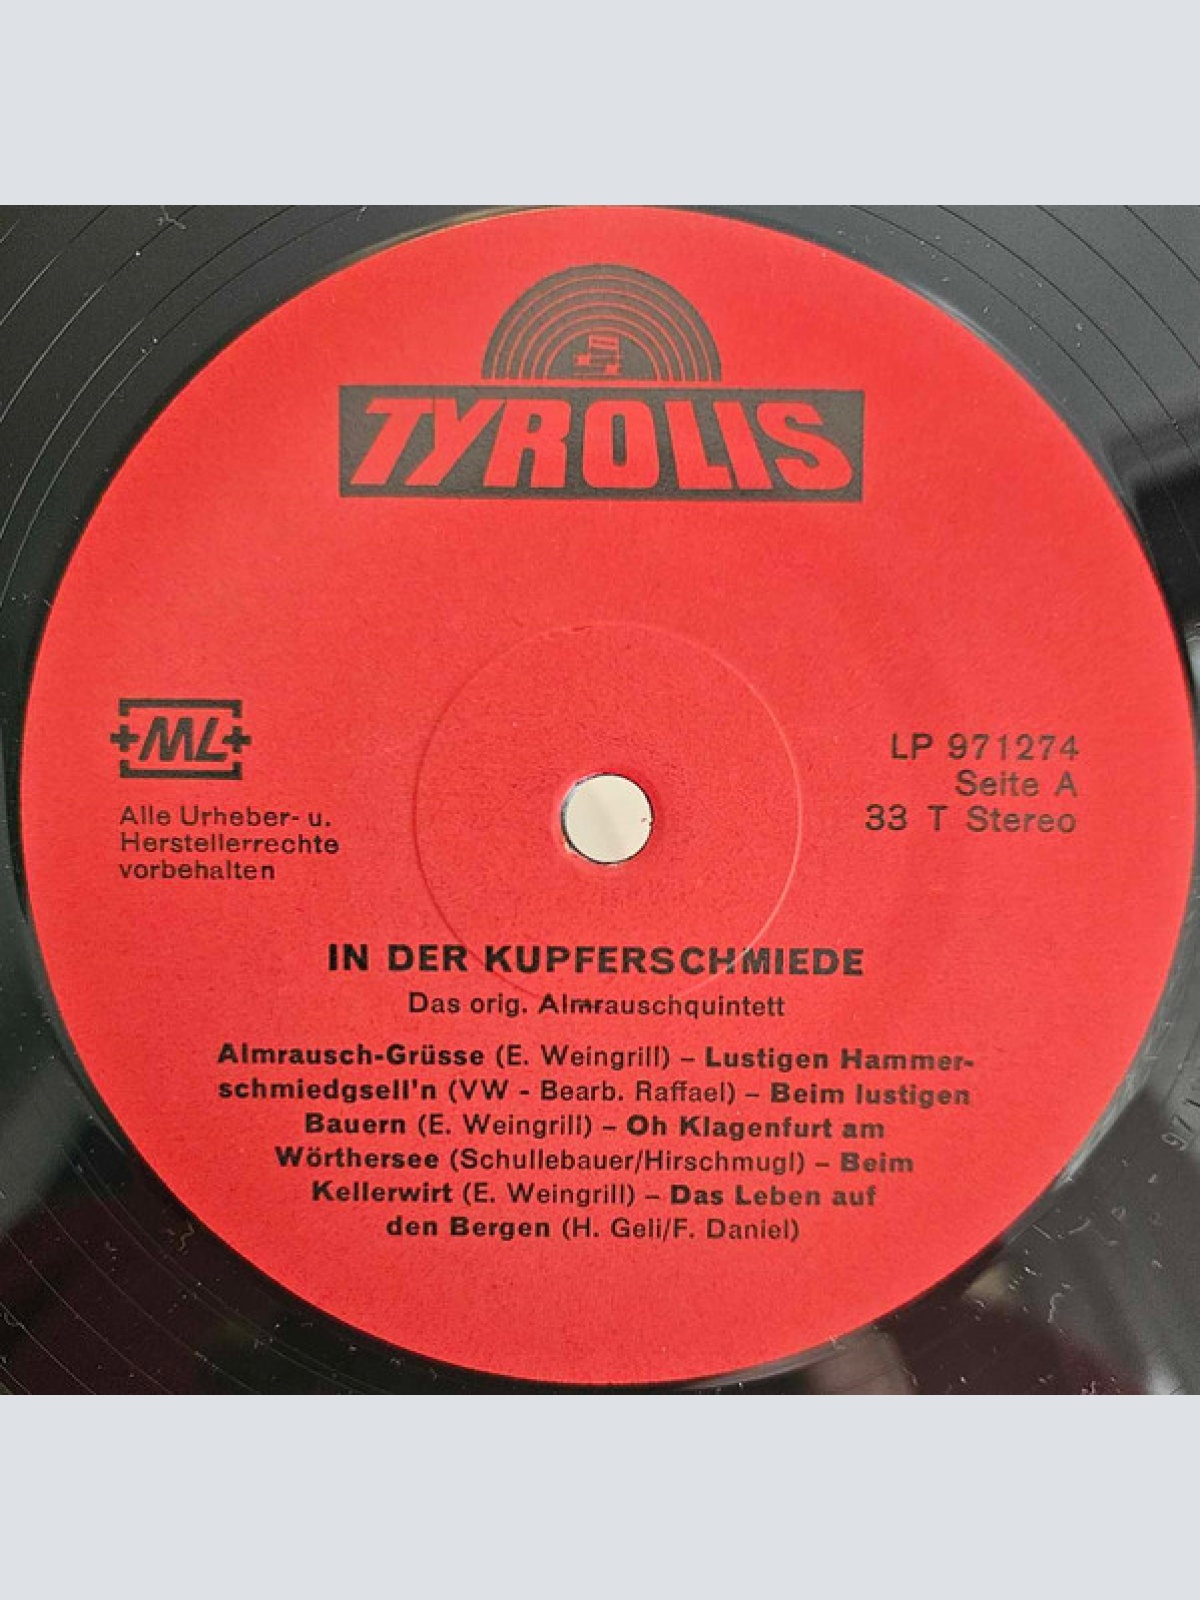 TYROLIS
+ML+
Alle Urheber- u.
Herstellerrechte
vorbehalten
LP 971274
Seite A
33 T Stereo
IN DER KUPFERSCHMIEDE
Das orig. Almrauschquintett
Almrausch-Grüsse (E. Weingrill) – Lustigen Hammer-
schmiedgsell'n (VW - Bearb. Raffael) – Beim lustigen
Bauern (E. Weingrill) – Oh Klagenfurt am
Wörthersee (Schullebauer/Hirschmugl) – Beim
Kellerwirt (E. Weingrill) – Das Leben auf
den Bergen (H. Geli/F. Daniel)